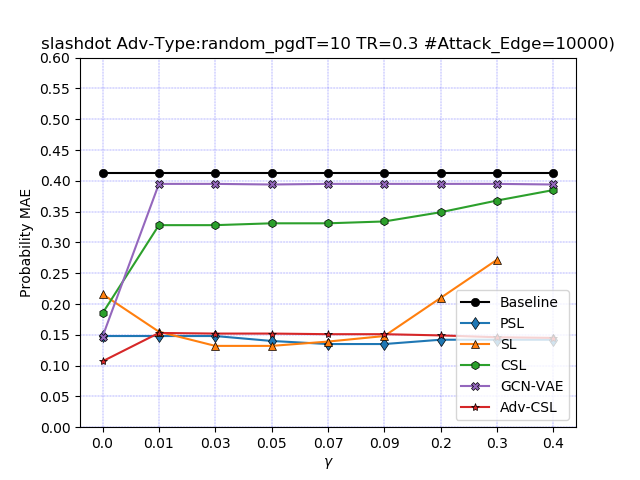 slashdot Adv-Type:random_pgdT=10 TR=0.3 #Attack_Edge=10000)
0.60
0.55
0.50
0.45
0.40
0.35
0.30
0.25
0.20
0.15
0.10
0.05
0.00
Probability MAE
Baseline
PSL
SL
CSL
GCN-VAE
Adv-CSL
0.0 0.01 0.03 0.05 0.07 0.09 0.2 0.3 0.4
γ